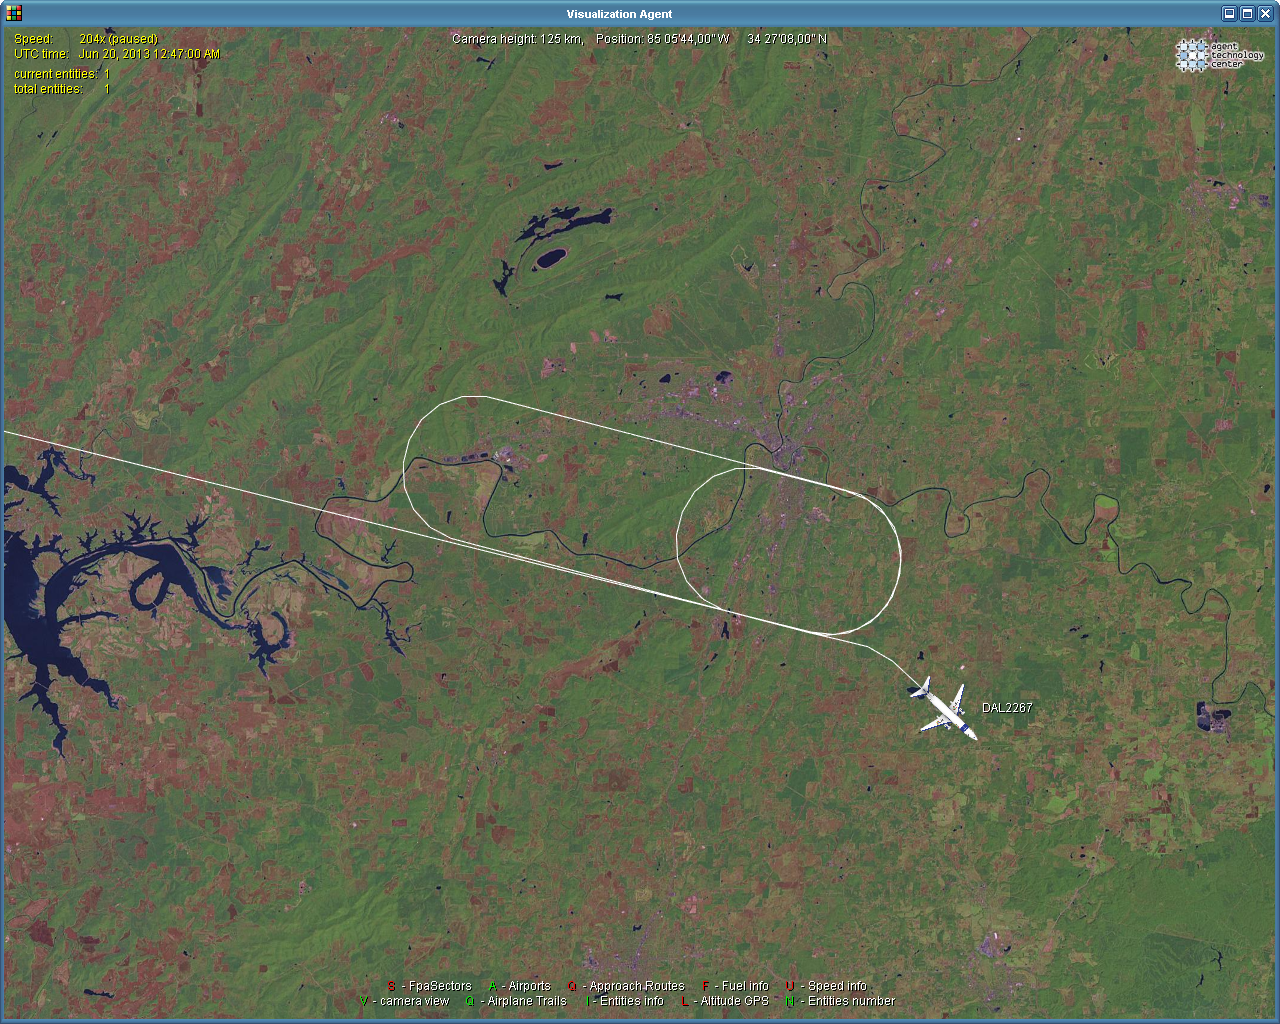 Visualization Agent
Speed: 204x (paused)
UTC time: Jun 20, 2013 12:47:00 AM
current entities: 1
total entities: 1
Camera height: 125 km, Position: 85 05'44,00" W 34 27'08,00" N
agent
technology
center
DAL2267
S - FpaSectors A - Airports Q - Approach Routes F - Fuel info U - Speed info
V - camera view Q - Airplane Trails I - Entities info L - Altitude GPS N - Entities number